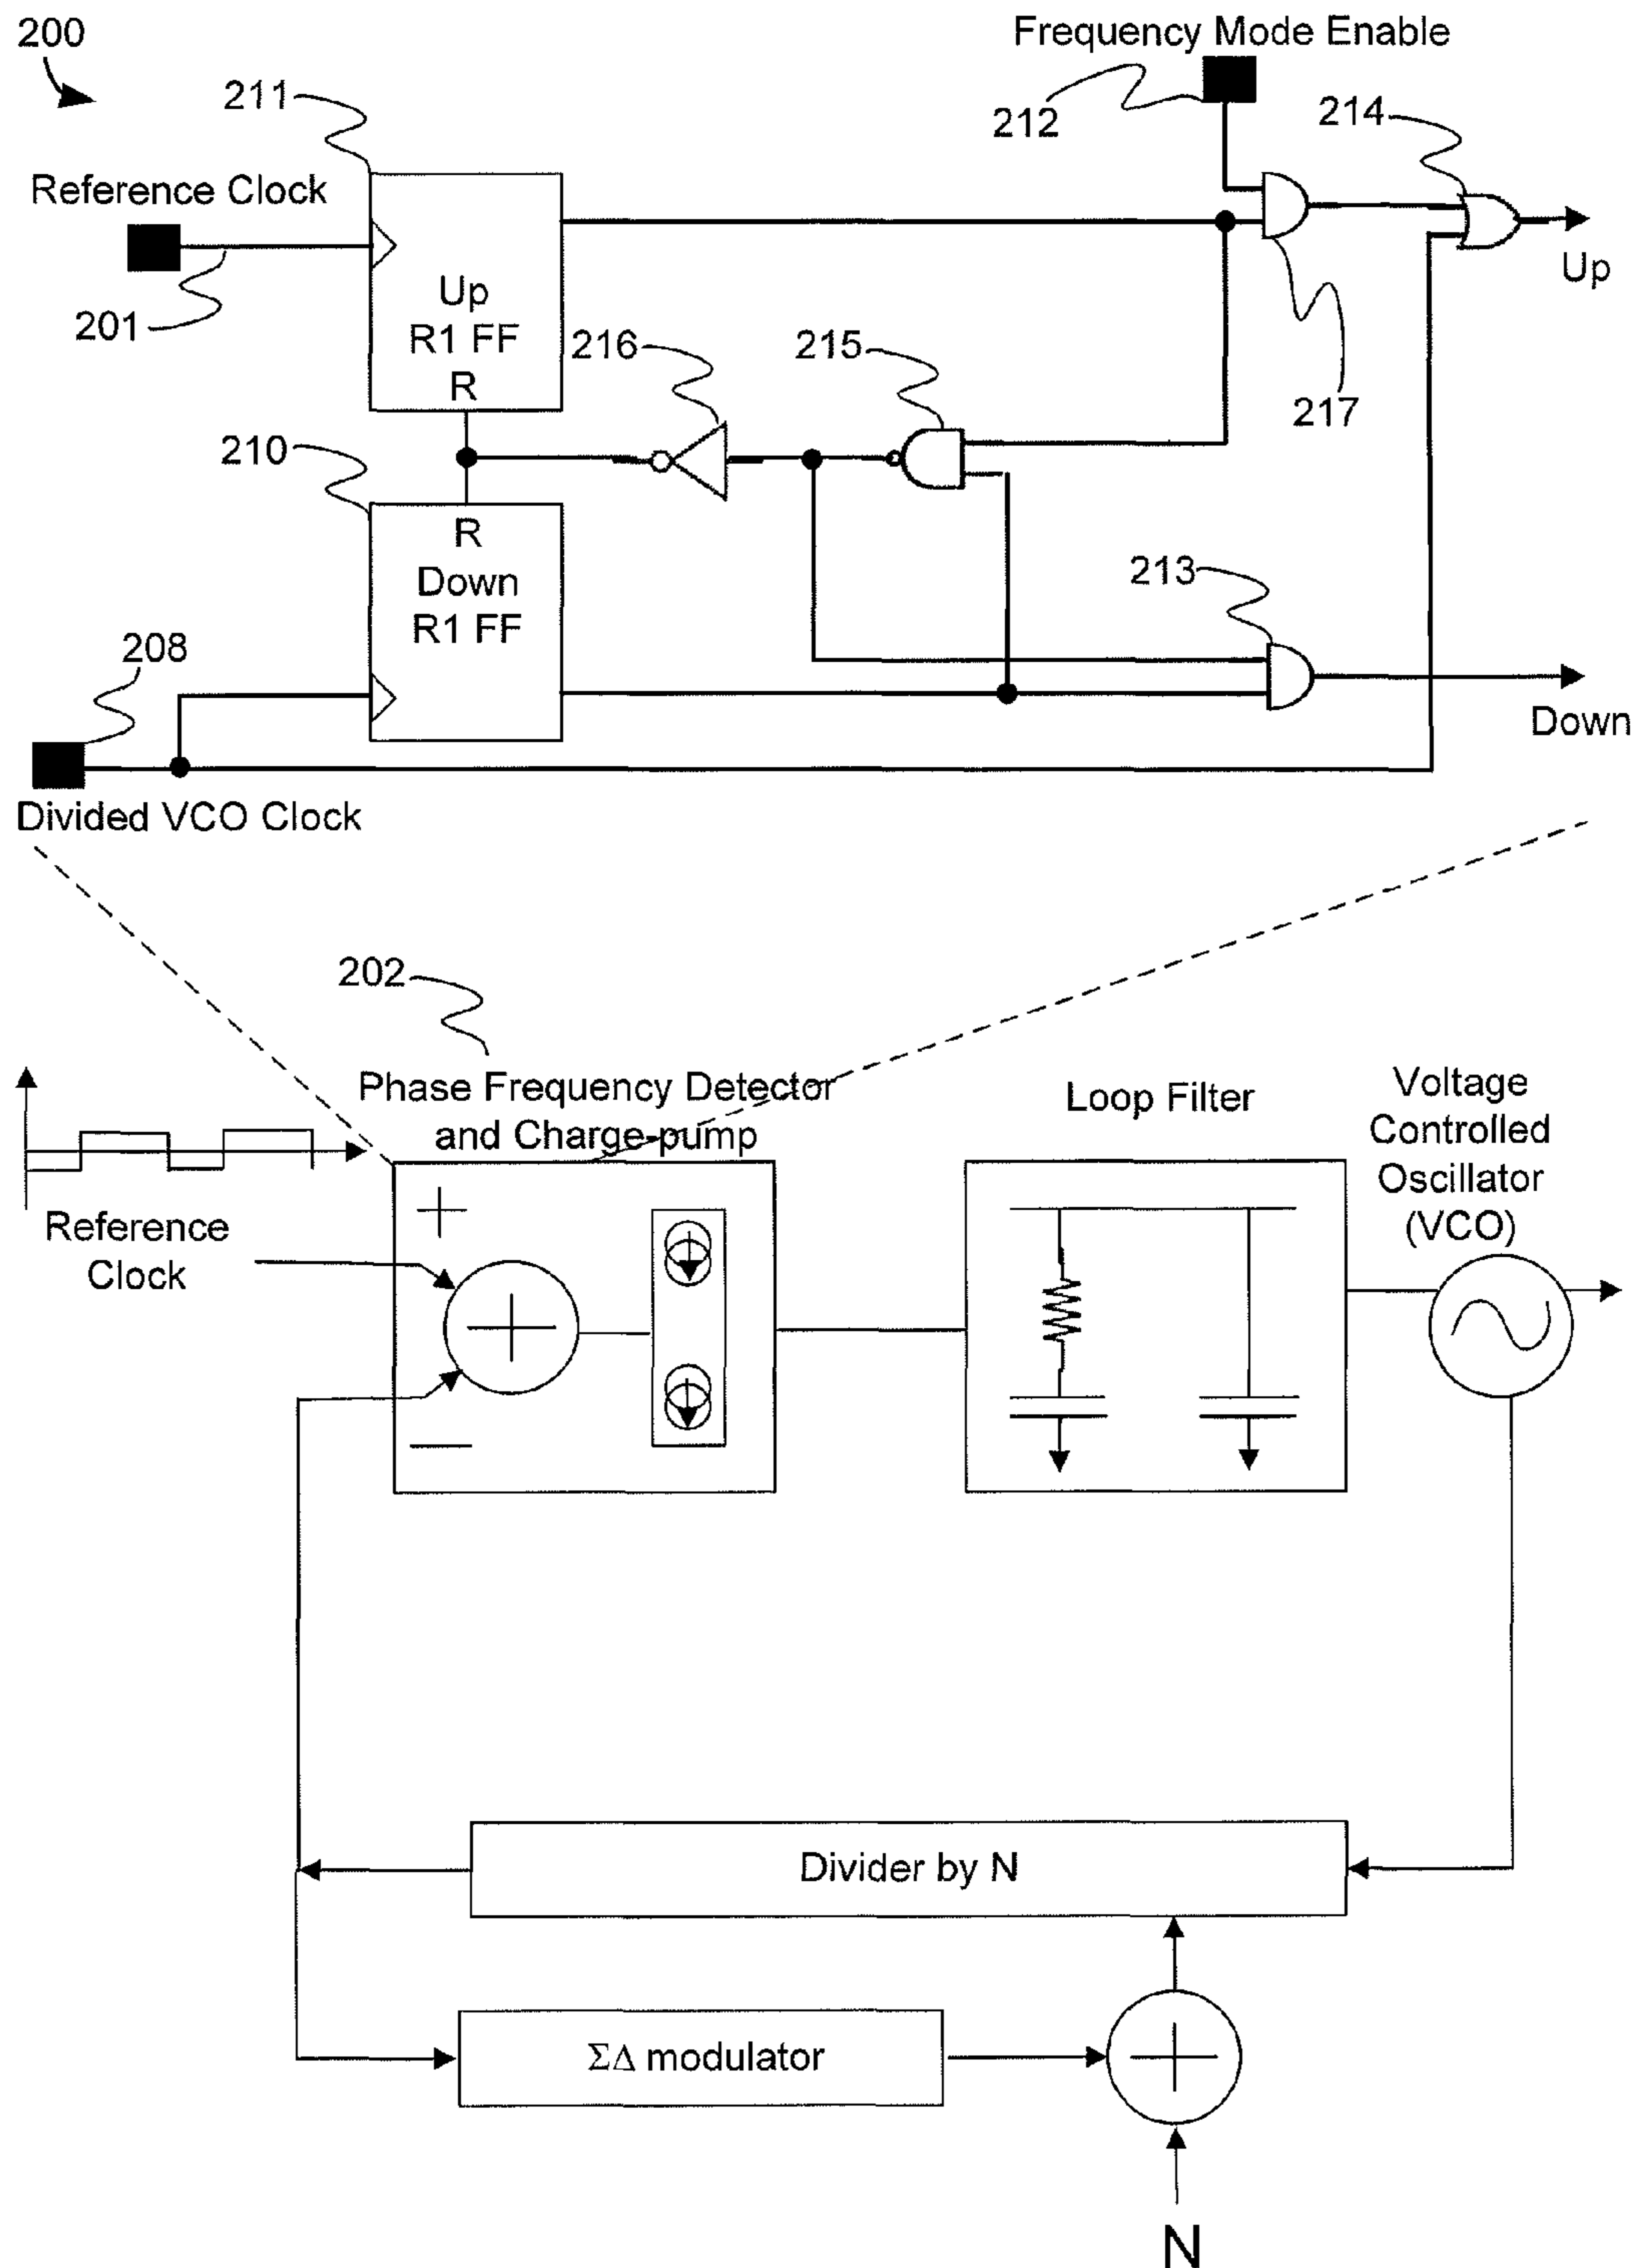 200
Frequency Mode Enable
211
212
214
Reference Clock
201
Up
R1 FF
R
Up
216
215
217
210
R
Down
R1 FF
213
208
Down
Divided VCO Clock
202
Phase Frequency Detector
and Charge-pump
Loop Filter
Voltage
Controlled
Oscillator
(VCO)
Reference
Clock
Divider by N
ΣΔ modulator
N